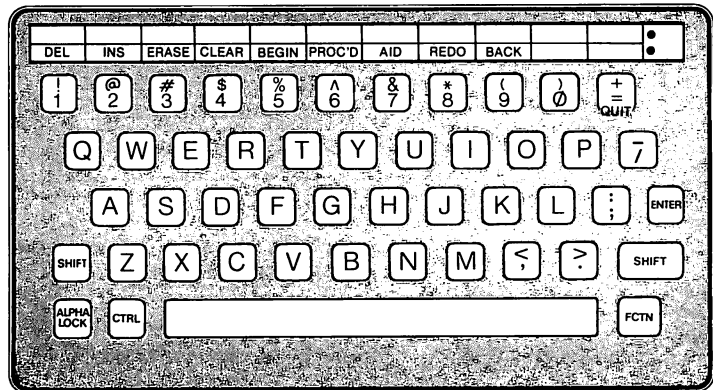 DEL INS ERASE CLEAR BEGIN PROC'D AID REDO BACK
! @ # $ % ^ & * ( ) +
1 2 3 4 5 6 7 8 9 Ø =
QUIT
Q W E R T Y U I O P –
/
A S D F G H J K L : ENTER
;
SHIFT Z X C V B N M < > SHIFT
, .
ALPHA LOCK CTRL FCTN